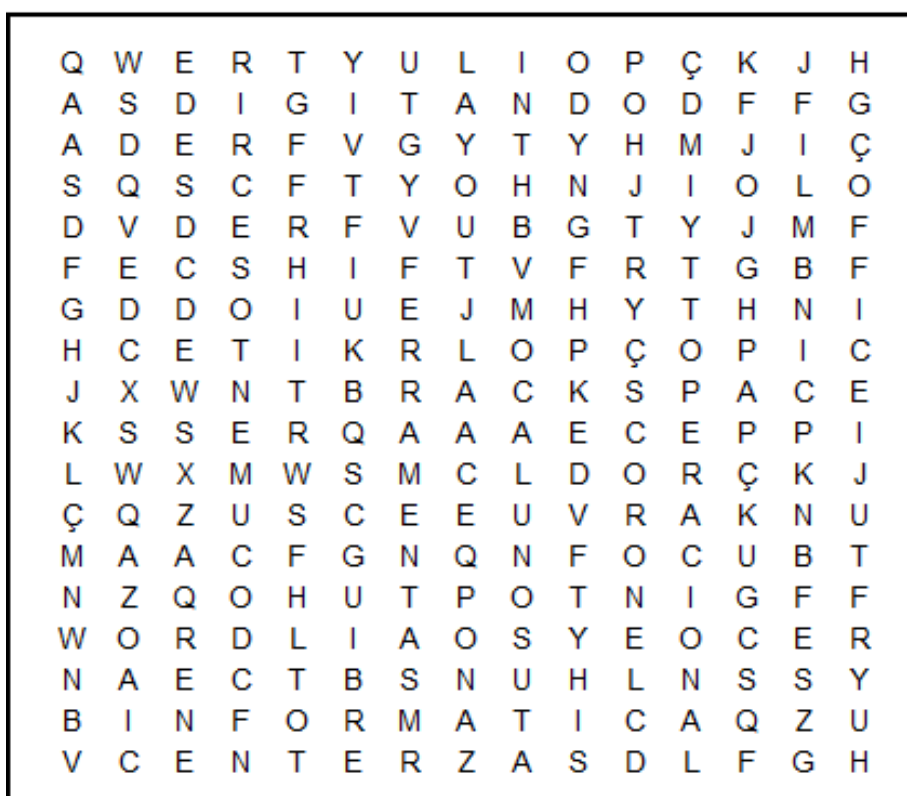 Q W E R T Y U L I O P Ç K J H
A S D I G I T A N D O D F F G
A D E R F V G Y T Y H M J I Ç
S Q S C F T Y O H N J I O L O
D V D E R F V U B G T Y J M F
F E C S H I F T V F R T G B F
G D D O I U E J M H Y T H N I
H C E T I K R L O P Ç O P I C
J X W N T B R A C K S P A C E
K S S E R Q A A A E C E P P I
L W X M W S M C L D O R Ç K J
Ç Q Z U S C E E U V R A K N U
M A A C F G N Q N F O C U B T
N Z Q O H U T P O T N I G F F
W O R D L I A O S Y E O C E R
N A E C T B S N U H L N S S Y
B I N F O R M A T I C A Q Z U
V C E N T E R Z A S D L F G H